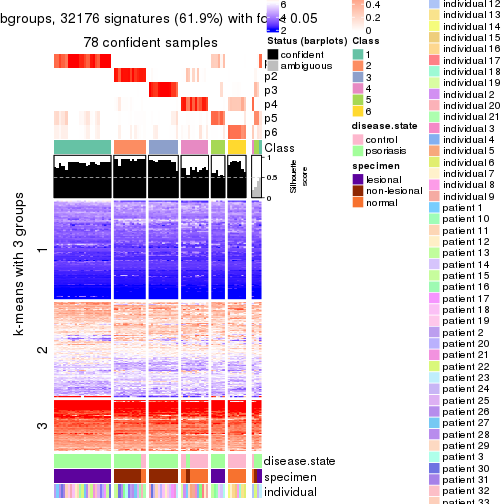 bgroups, 32176 signatures (61.9%) with fd < 0.05
78 confident samples
p2
p3
p4
p5
p6
Class
1
0.5
0
Silhouette
score
k-means with 3 groups
1
2
3
disease.state
specimen
individual
6
4
2
Status (barplots)
confident
ambiguous
0.4
0.2
0
Class
1
2
3
4
5
6
disease.state
control
psoriasis
specimen
lesional
non-lesional
normal
individual 12
individual 13
individual 14
individual 15
individual 16
individual 17
individual 18
individual 19
individual 2
individual 20
individual 21
individual 3
individual 4
individual 5
individual 6
individual 7
individual 8
individual 9
patient 1
patient 10
patient 11
patient 12
patient 13
patient 14
patient 15
patient 16
patient 17
patient 18
patient 19
patient 2
patient 20
patient 21
patient 22
patient 23
patient 24
patient 25
patient 26
patient 27
patient 28
patient 29
patient 3
patient 30
patient 31
patient 32
patient 33